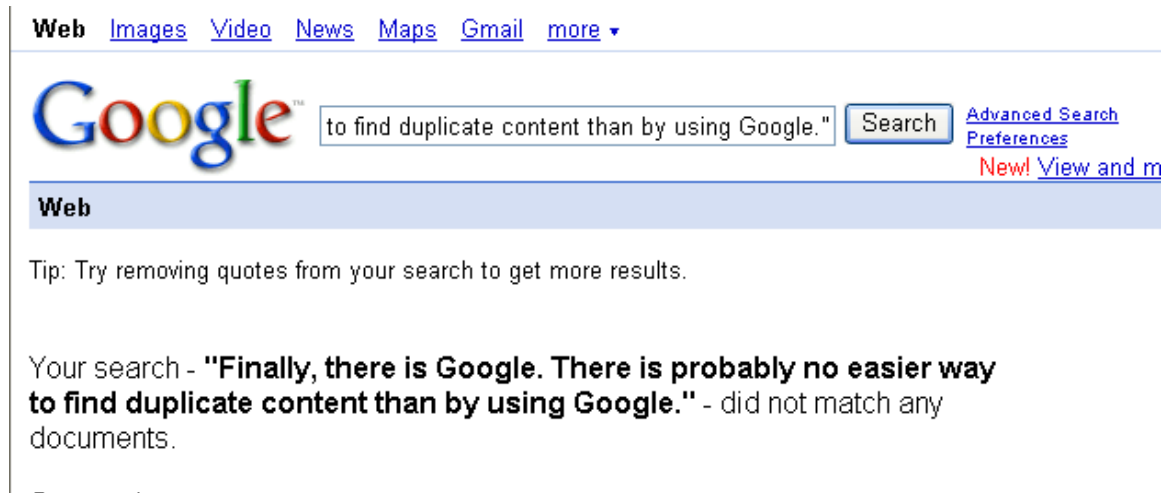 Web Images Video News Maps Gmail more
Google™ to find duplicate content than by using Google." Search Advanced Search
Preferences
New! View and m
Web
Tip: Try removing quotes from your search to get more results.
Your search - "Finally, there is Google. There is probably no easier way
to find duplicate content than by using Google." - did not match any
documents.